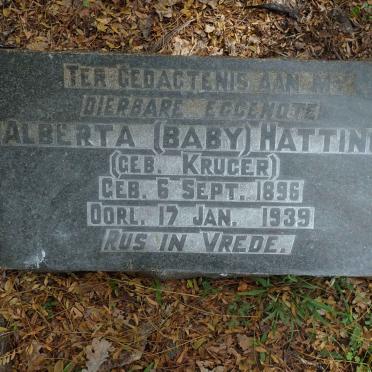 TER GEDAGTENIS AAN MY
DIERBARE EGGENOTE
ALBERTA (BABY) HATTIN
(GEB. KRUGER)
GEB. 6 SEPT. 1896
OORL. 17 JAN. 1939
RUS IN VREDE.